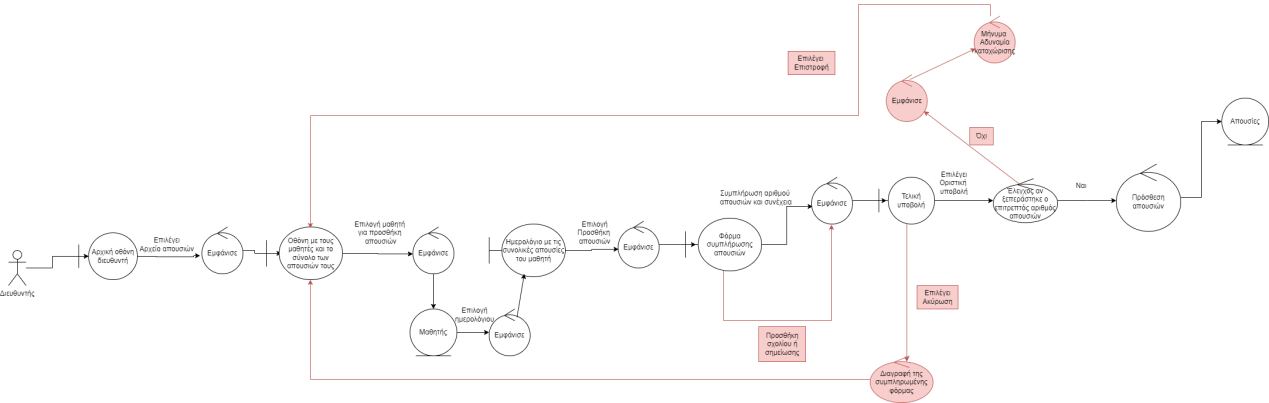 Μήνυμα
Αδυναμία
καταχώρισης
Επιλέγει
Επιστροφή
Εμφάνισε
Όχι
Απουσίες
Διευθυντής
Αρχική οθόνη
διευθυντή
Επιλέγει
Αρχείο απουσιών
Εμφάνισε
Οθόνη με τους
μαθητές και το
σύνολο των
απουσιών τους
Επιλογή μαθητή
για προσθήκη
απουσιών
Εμφάνισε
Μαθητής
Επιλογή
ημερολόγιου
Εμφάνισε
Ημερολόγιο με τις
συνολικές απουσίες
του μαθητή
Επιλογή
Προσθήκη
απουσιών
Εμφάνισε
Φόρμα
συμπλήρωσης
απουσιών
Συμπλήρωση αριθμού
απουσιών και συνέχεια
Εμφάνισε
Προσθήκη
σχολίου ή
σημείωσης
Τελική
υποβολή
Επιλέγει
Οριστική
υποβολή
Έλεγχος αν
ξεπεράστηκε ο
επιτρεπτός αριθμός
απουσιών
Ναι
Πρόσθεση
απουσιών
Επιλέγει
Ακύρωση
Διαγραφή της
συμπληρωμένης
φόρμας